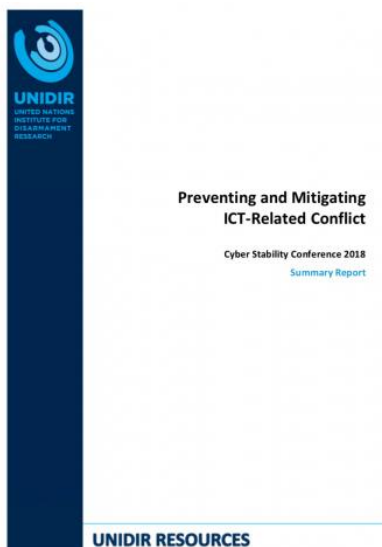 UNIDIR
UNITED NATIONS
INSTITUTE FOR
DISARMAMENT
RESEARCH
Preventing and Mitigating
ICT-Related Conflict
Cyber Stability Conference 2018
Summary Report
UNIDIR RESOURCES